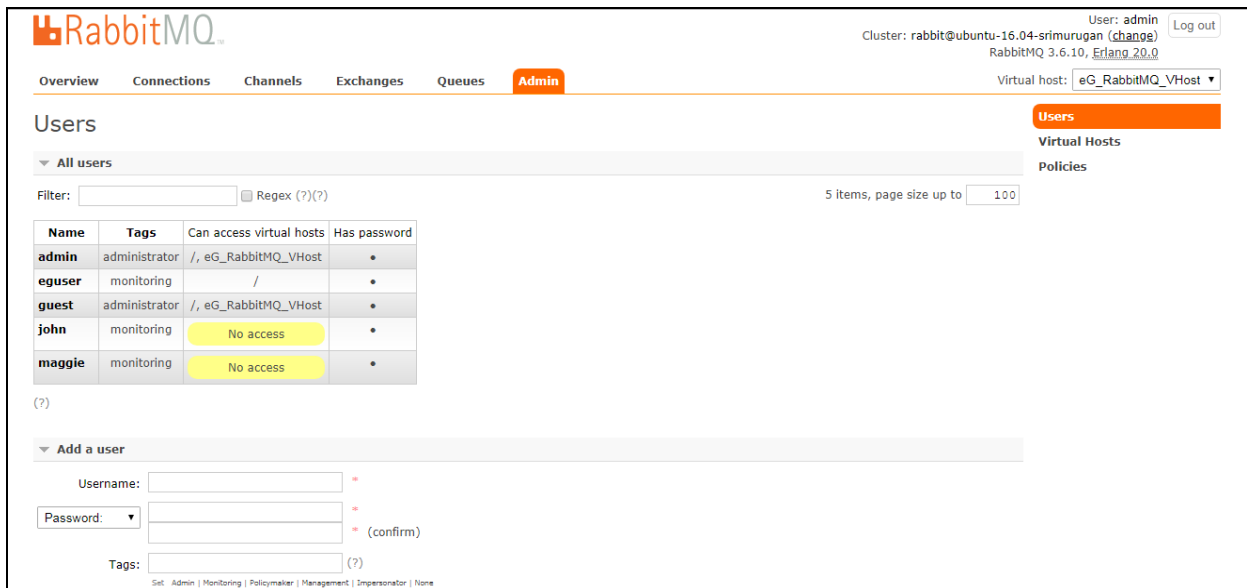 RabbitMQ™
User: admin
Log out
Cluster: rabbit@ubuntu-16.04-srimurugan (change)
RabbitMQ 3.6.10, Erlang 20.0
Overview Connections Channels Exchanges Queues Admin
Virtual host: eG_RabbitMQ_VHost
Users
Users
Virtual Hosts
Policies
All users
Filter: Regex (?)(?)
5 items, page size up to 100
Name Tags Can access virtual hosts Has password
admin administrator /, eG_RabbitMQ_VHost •
eguser monitoring / •
guest administrator /, eG_RabbitMQ_VHost •
john monitoring No access •
maggie monitoring No access •
(?)
Add a user
Username: *
Password: *
* (confirm)
Tags: (?)
Set Admin | Monitoring | Policymaker | Management | Impersonator | None